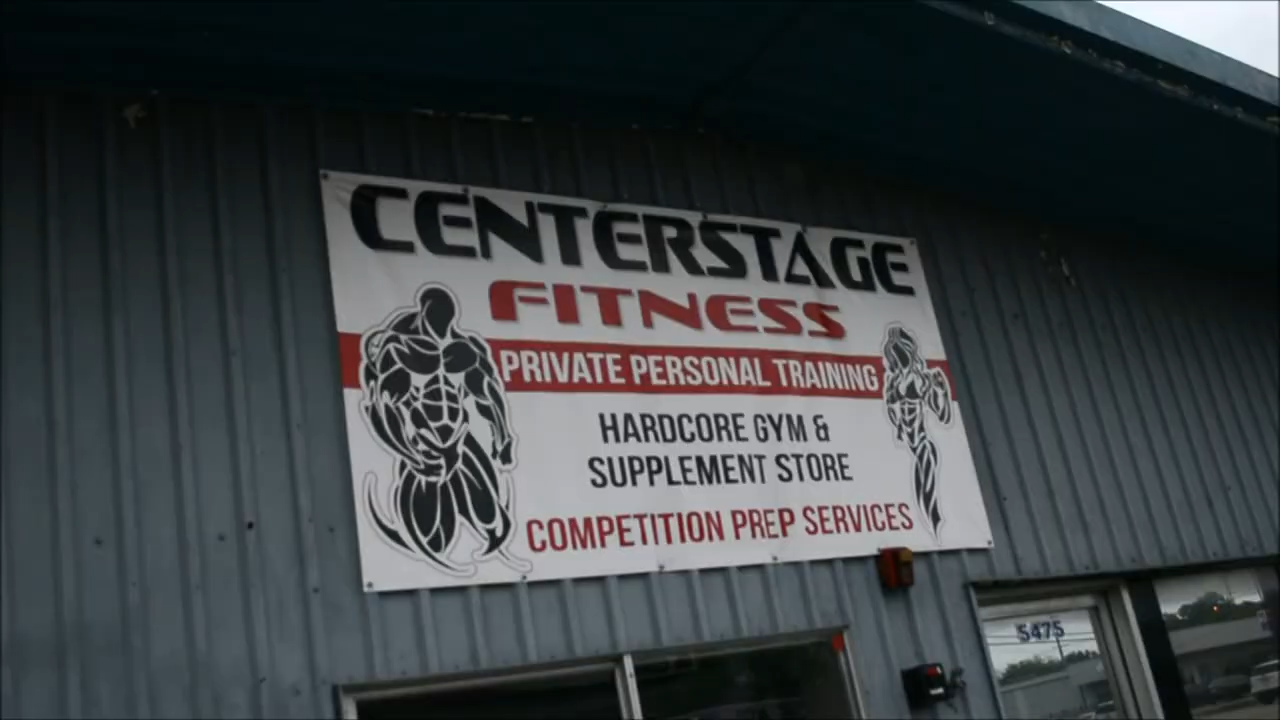 CENTERSTAGE
FITNESS
PRIVATE PERSONAL TRAINING
HARDCORE GYM &
SUPPLEMENT STORE
COMPETITION PREP SERVICES
5475